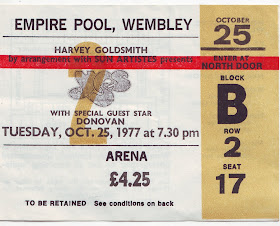 EMPIRE POOL, WEMBLEY
HARVEY GOLDSMITH
by arrangement with SUN ARTISTES presents
7
WITH SPECIAL GUEST STAR
DONOVAN
TUESDAY, OCT. 25, 1977 at 7.30 pm
ARENA
£4.25
TO BE RETAINED See conditions on back
OCTOBER
25
ENTER AT
NORTH DOOR
BLOCK
B
ROW
2
SEAT
17